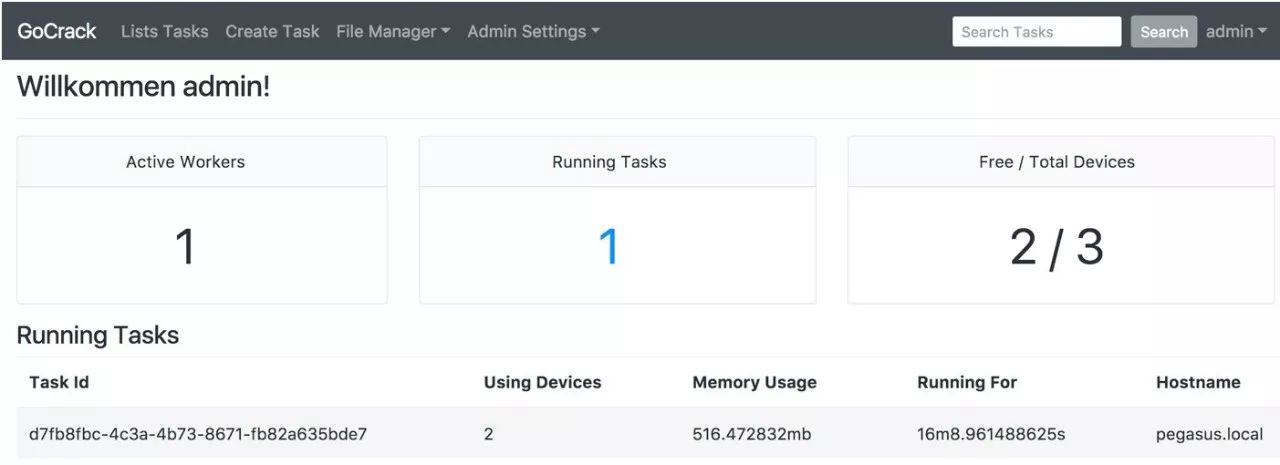 GoCrack Lists Tasks Create Task File Manager Admin Settings Search Tasks Search admin
Willkommen admin!
Active Workers Running Tasks Free / Total Devices
1 1 2 / 3
Running Tasks
Task Id Using Devices Memory Usage Running For Hostname
d7fb8fbc-4c3a-4b73-8671-fb82a635bde7 2 516.472832mb 16m8.961488625s pegasus.local